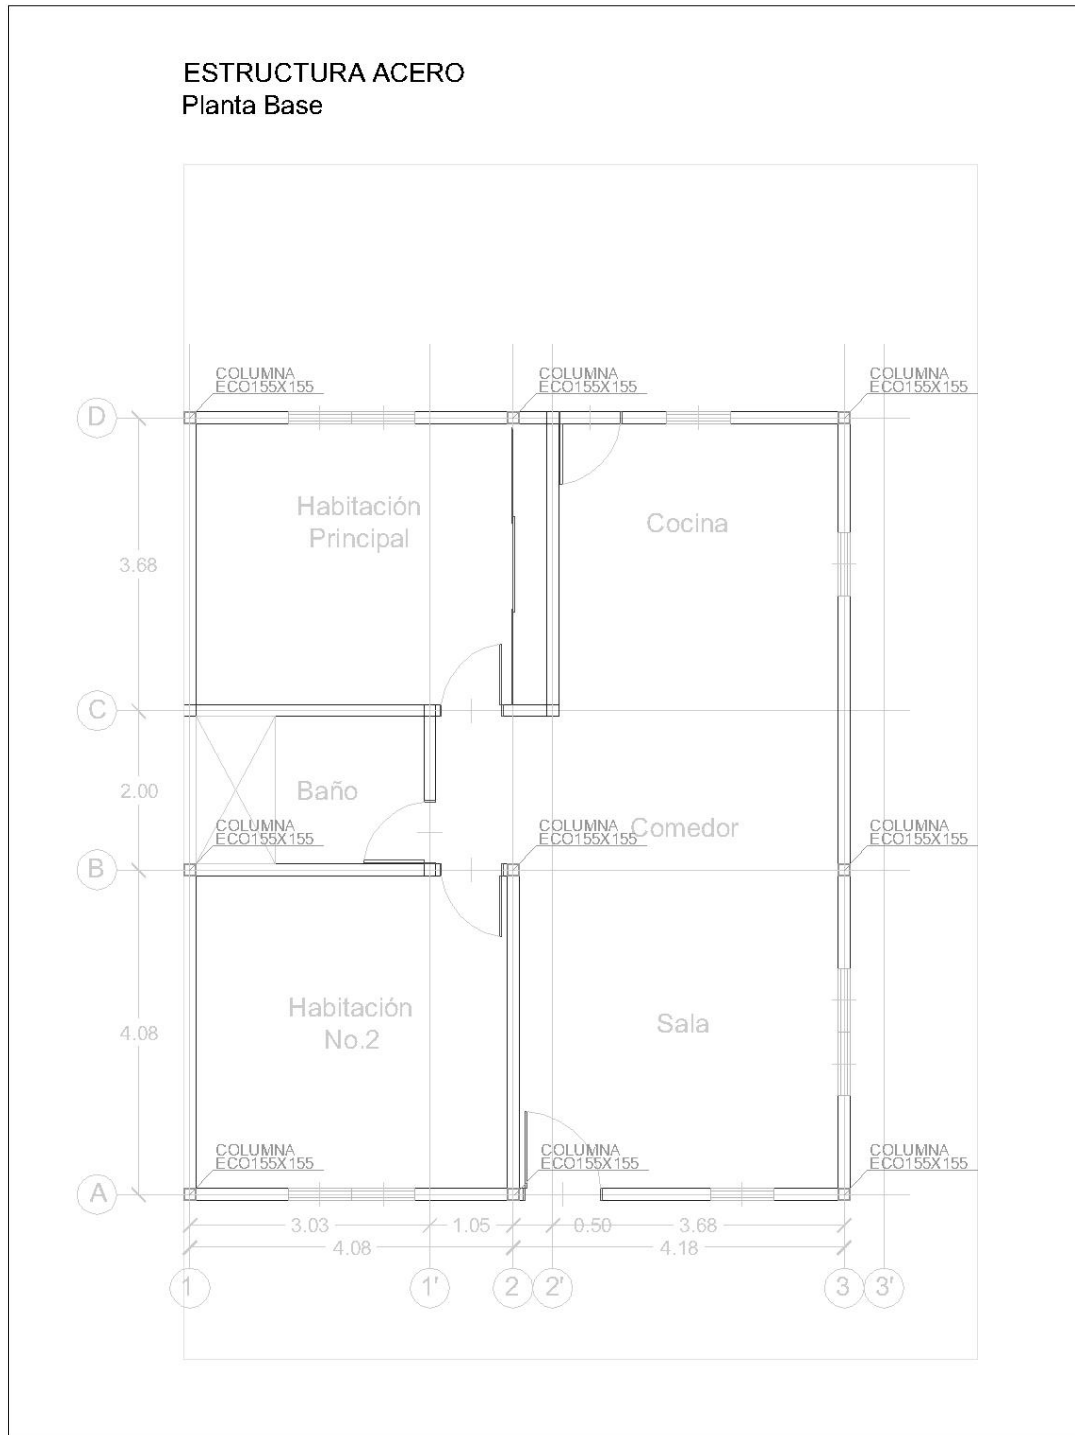 ESTRUCTURA ACERO
Planta Base
COLUMNA
ECO155X155
COLUMNA
ECO155X155
COLUMNA
ECO155X155
D
Habitación
Principal
Cocina
3.68
C
2.00
Baño
COLUMNA
ECO155X155
COLUMNA
ECO155X155
Comedor
COLUMNA
ECO155X155
B
Habitación
No.2
Sala
4.08
COLUMNA
ECO155X155
COLUMNA
ECO155X155
COLUMNA
ECO155X155
A
3.03 1.05 0.50 3.68
4.08 4.18
1 1' 2 2' 3 3'